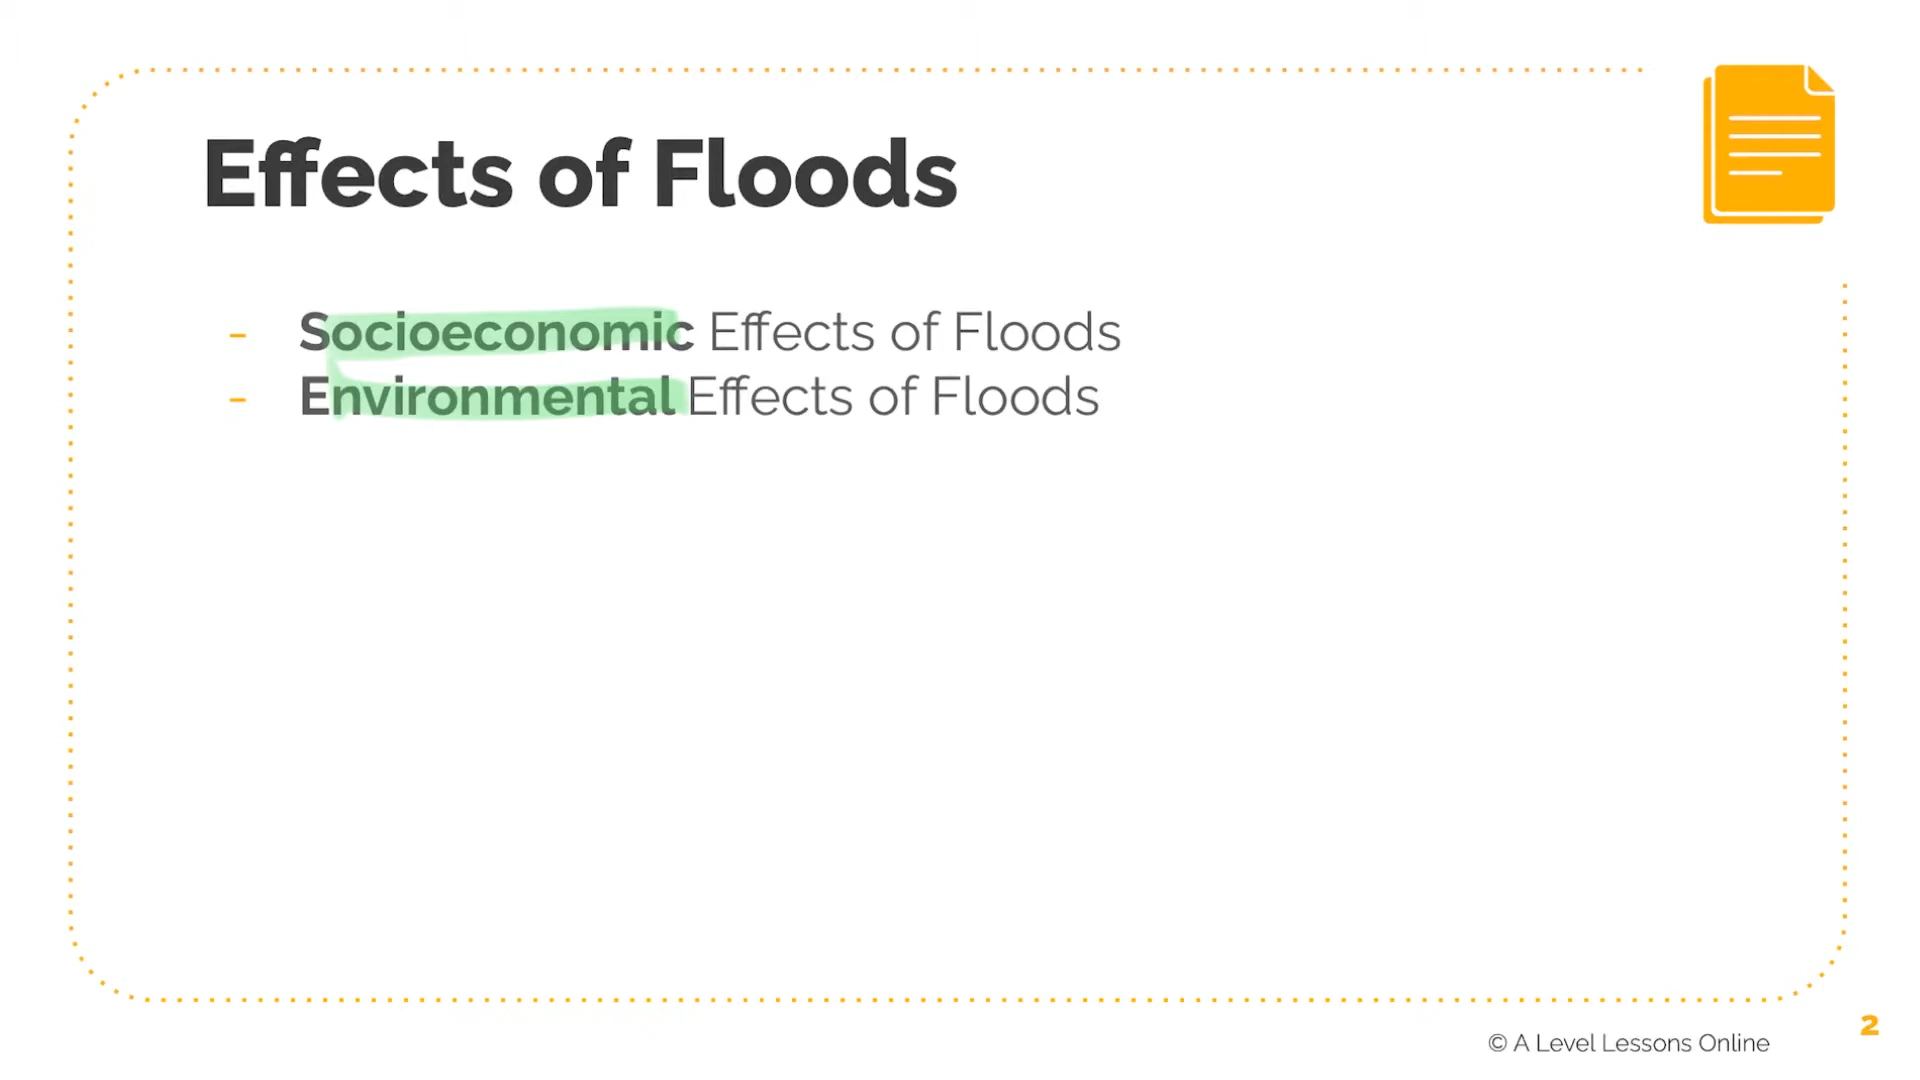 Effects of Floods
- Socioeconomic Effects of Floods
- Environmental Effects of Floods
© A Level Lessons Online
2